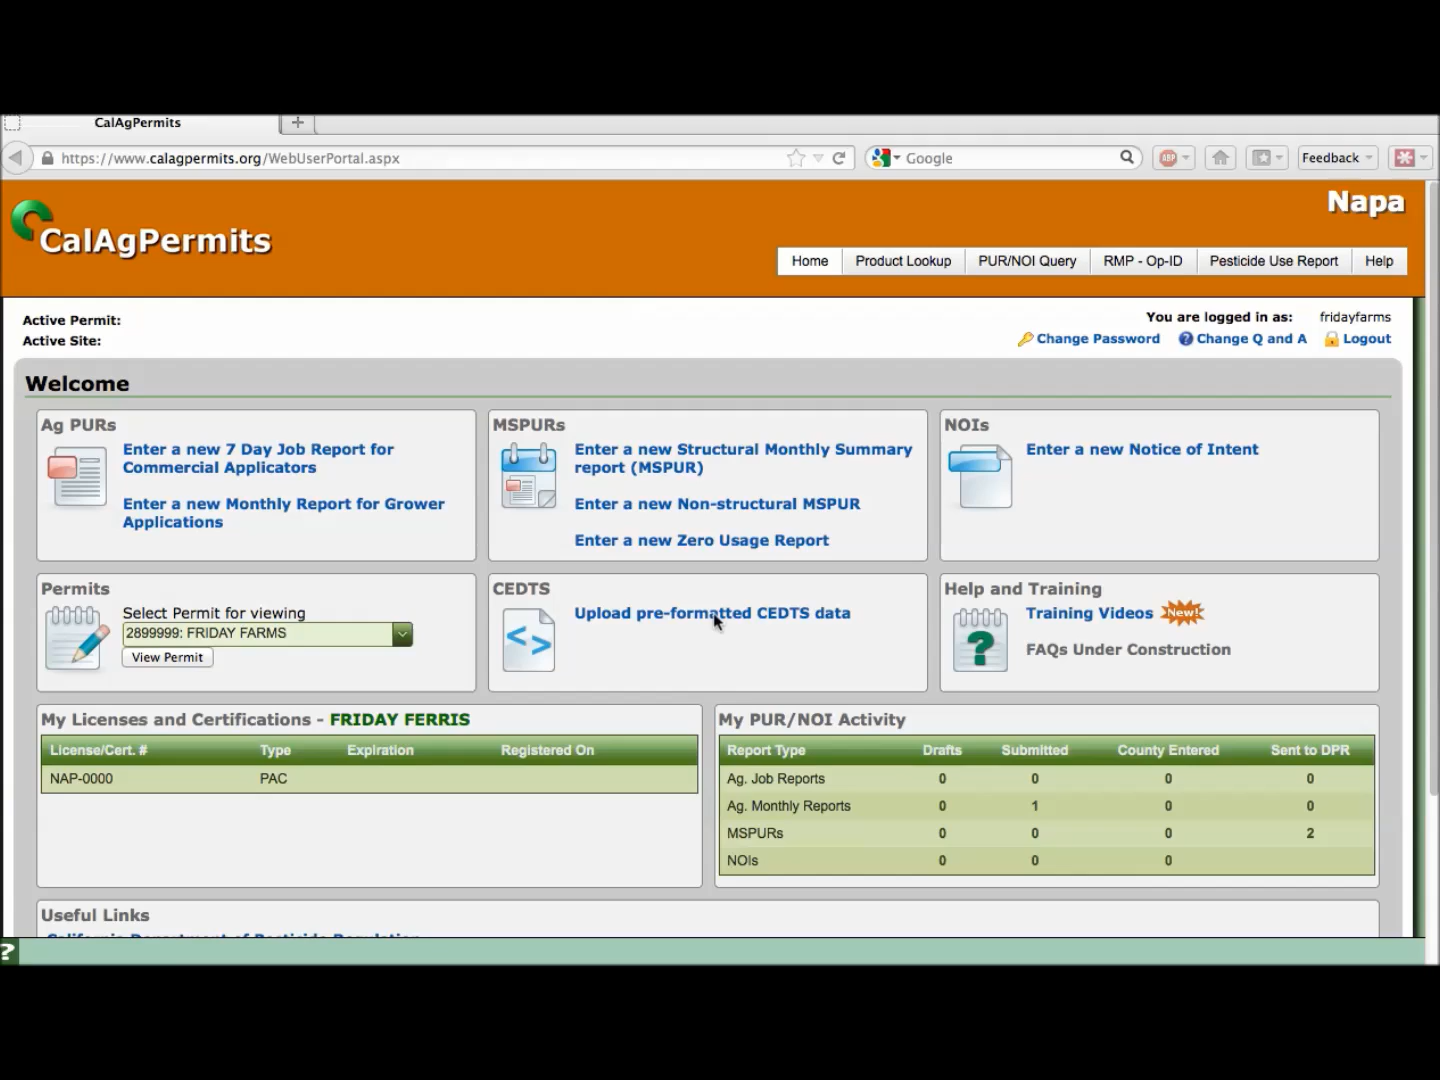 CalAgPermits
https://www.calagpermits.org/WebUserPortal.aspx
Google
ABP
Feedback
Napa
CalAgPermits
Home
Product Lookup
PUR/NOI Query
RMP - Op-ID
Pesticide Use Report
Help
Active Permit:
You are logged in as: fridayfarms
Active Site:
Change Password
Change Q and A
Logout
Welcome
Ag PURs
Enter a new 7 Day Job Report for
Commercial Applicators
Enter a new Monthly Report for Grower
Applications
MSPURs
Enter a new Structural Monthly Summary
report (MSPUR)
Enter a new Non-structural MSPUR
Enter a new Zero Usage Report
NOIs
Enter a new Notice of Intent
Permits
Select Permit for viewing
2899999: FRIDAY FARMS
View Permit
CEDTS
Upload pre-formatted CEDTS data
Help and Training
Training Videos New!
FAQs Under Construction
My Licenses and Certifications - FRIDAY FERRIS
License/Cert. # Type Expiration Registered On
NAP-0000 PAC
My PUR/NOI Activity
Report Type Drafts Submitted County Entered Sent to DPR
Ag. Job Reports 0 0 0 0
Ag. Monthly Reports 0 1 0 0
MSPURs 0 0 0 2
NOIs 0 0 0
Useful Links
California Department of Pesticide Regulation
?